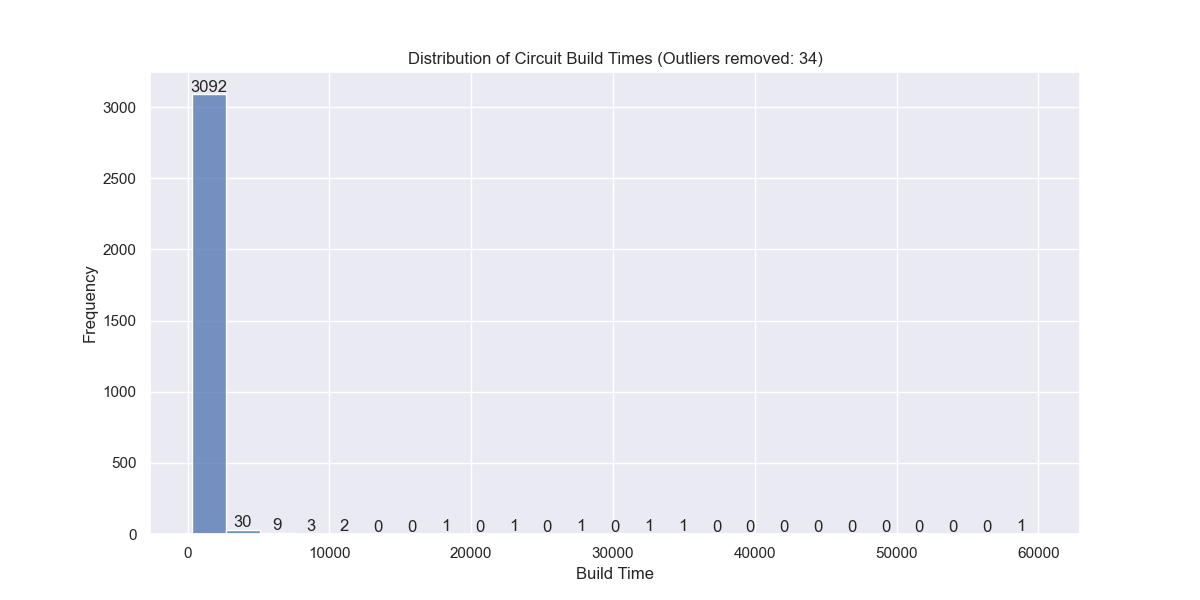 Distribution of Circuit Build Times (Outliers removed: 34)
3092
3000
2500
2000
1500
1000
500
0
Frequency
30 9 3 2 0 0 1 0 1 0 1 0 1 1 0 0 0 0 0 0 0 0 0 1
0 10000 20000 30000 40000 50000 60000
Build Time